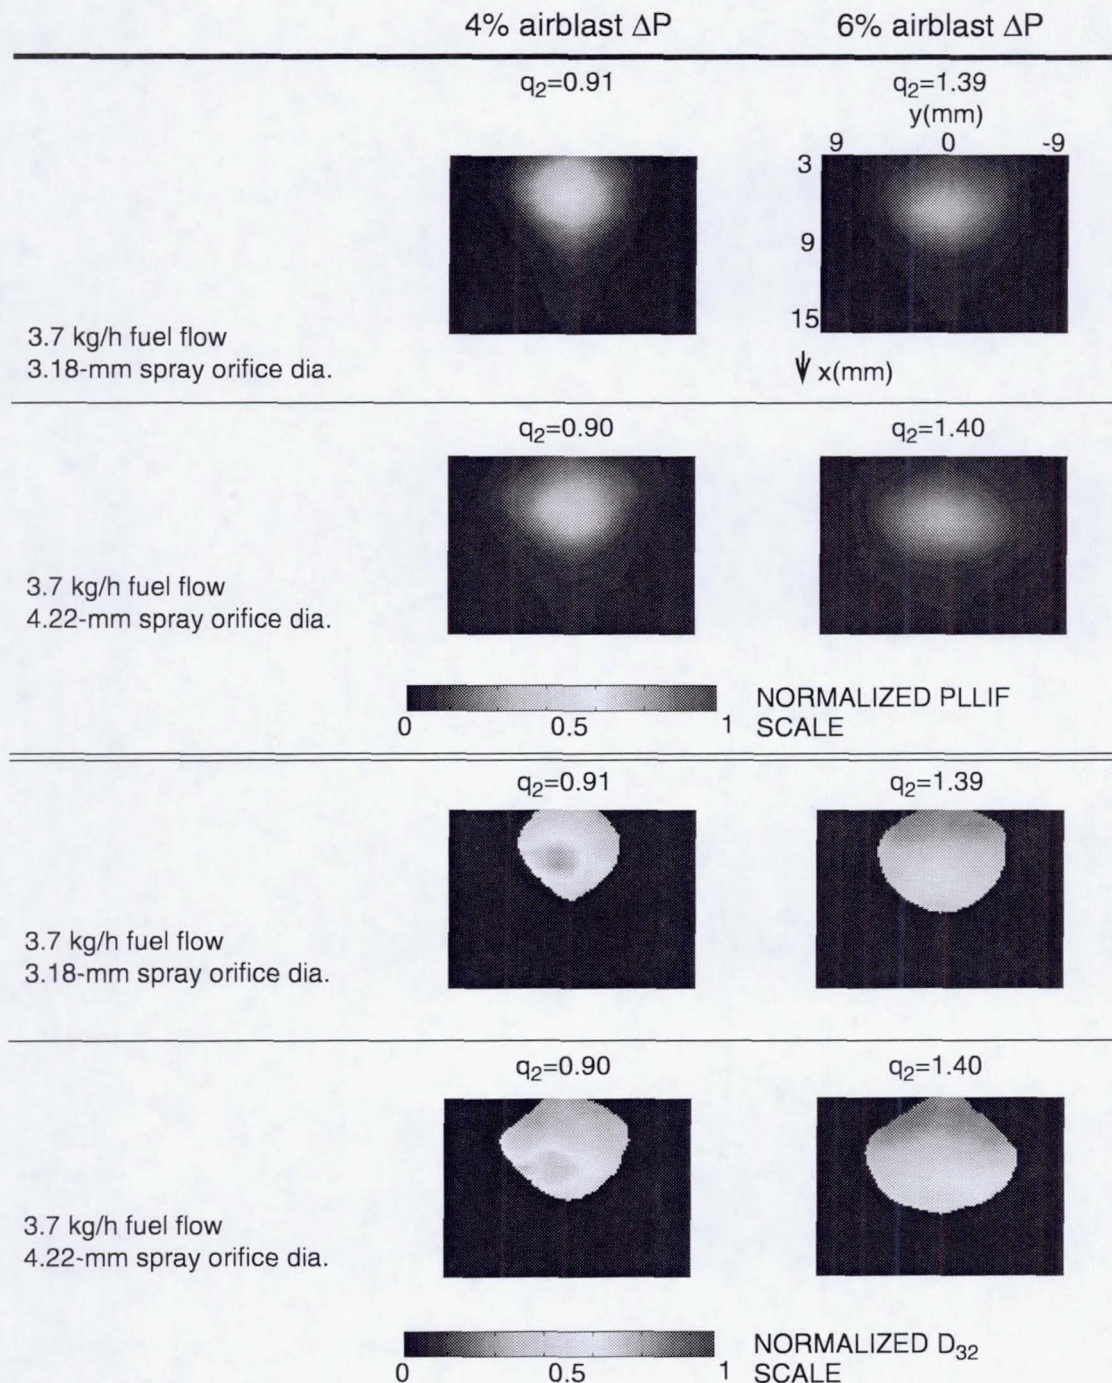 4% airblast ΔP 6% airblast ΔP
q2=0.91 q2=1.39
y(mm)
9 0 -9
3
9
15
3.7 kg/h fuel flow
3.18-mm spray orifice dia.
x(mm)
q2=0.90 q2=1.40
3.7 kg/h fuel flow
4.22-mm spray orifice dia.
NORMALIZED PLLIF
0 0.5 1 SCALE
q2=0.91 q2=1.39
3.7 kg/h fuel flow
3.18-mm spray orifice dia.
q2=0.90 q2=1.40
3.7 kg/h fuel flow
4.22-mm spray orifice dia.
NORMALIZED D32
0 0.5 1 SCALE